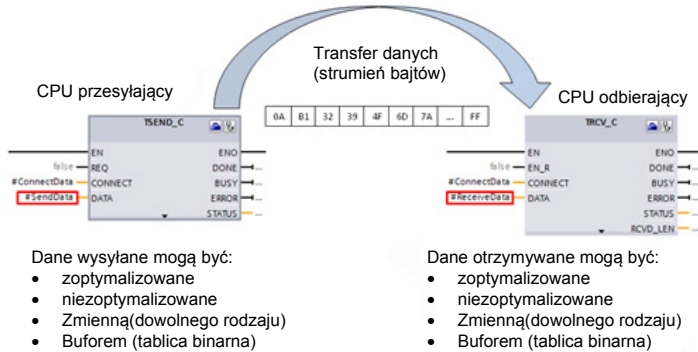 Transfer danych
(strumień bajtów)
CPU przesyłający
CPU odbierający
0A B1 32 39 4F 6D 7A ... FF
TSEND_C
EN ENO
false REQ DONE ...
#ConnectData CONNECT BUSY ...
#SendData DATA ERROR ...
STATUS ...
TRCV_C
EN ENO
false EN_R DONE ...
#ConnectData CONNECT BUSY ...
#ReceiveData DATA ERROR ...
STATUS ...
RCVD_LEN ...
Dane wysyłane mogą być:
• zoptymalizowane
• niezoptymalizowane
• Zmienną(dowolnego rodzaju)
• Buforem (tablica binarna)
Dane otrzymywane mogą być:
• zoptymalizowane
• niezoptymalizowane
• Zmienną(dowolnego rodzaju)
• Buforem (tablica binarna)